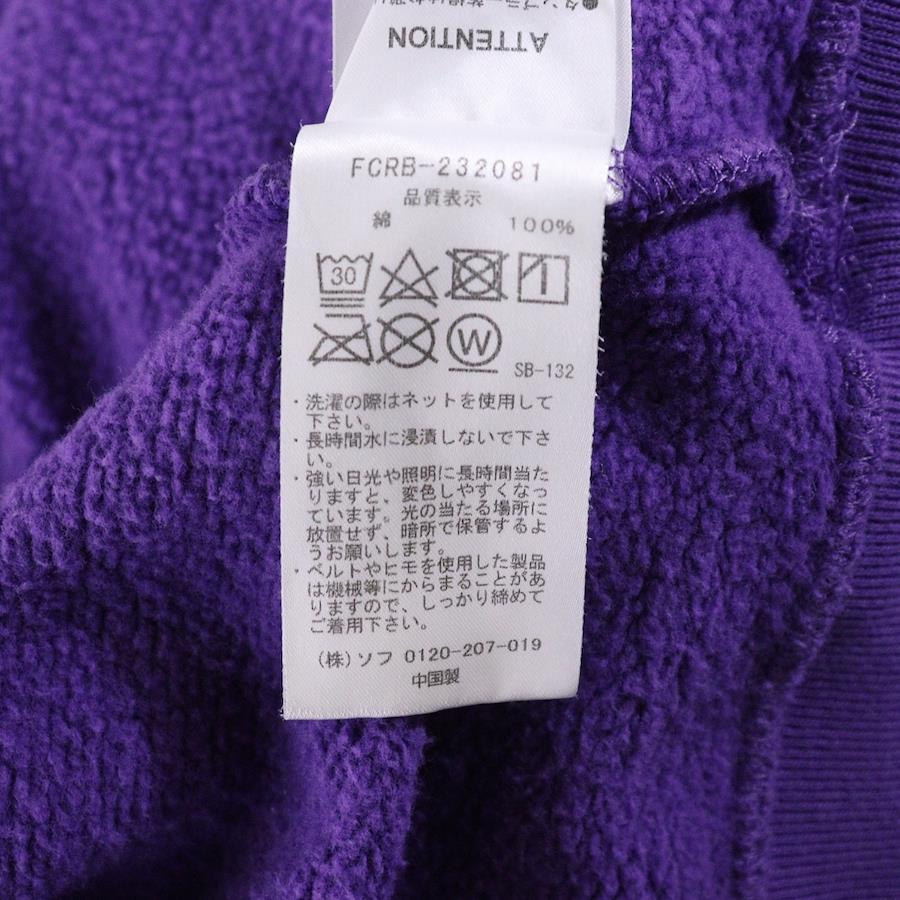 ATTENTION
FCRB-232081
品質表示
綿 100%
30
W
SB-132
・洗濯の際はネットを使用して
下さい。
・長時間水に浸漬しないで下さ
い。
・強い日光や照明に長時間当た
りますと、変色しやすくなっ
ています。光の当たる場所に
放置せず、暗所で保管するよ
うお願いします。
・ベルトやヒモを使用した製品
は機械等にからまることがあ
りますので、しっかり締めて
ご着用下さい。
(株)ソフ 0120-207-019
中国製